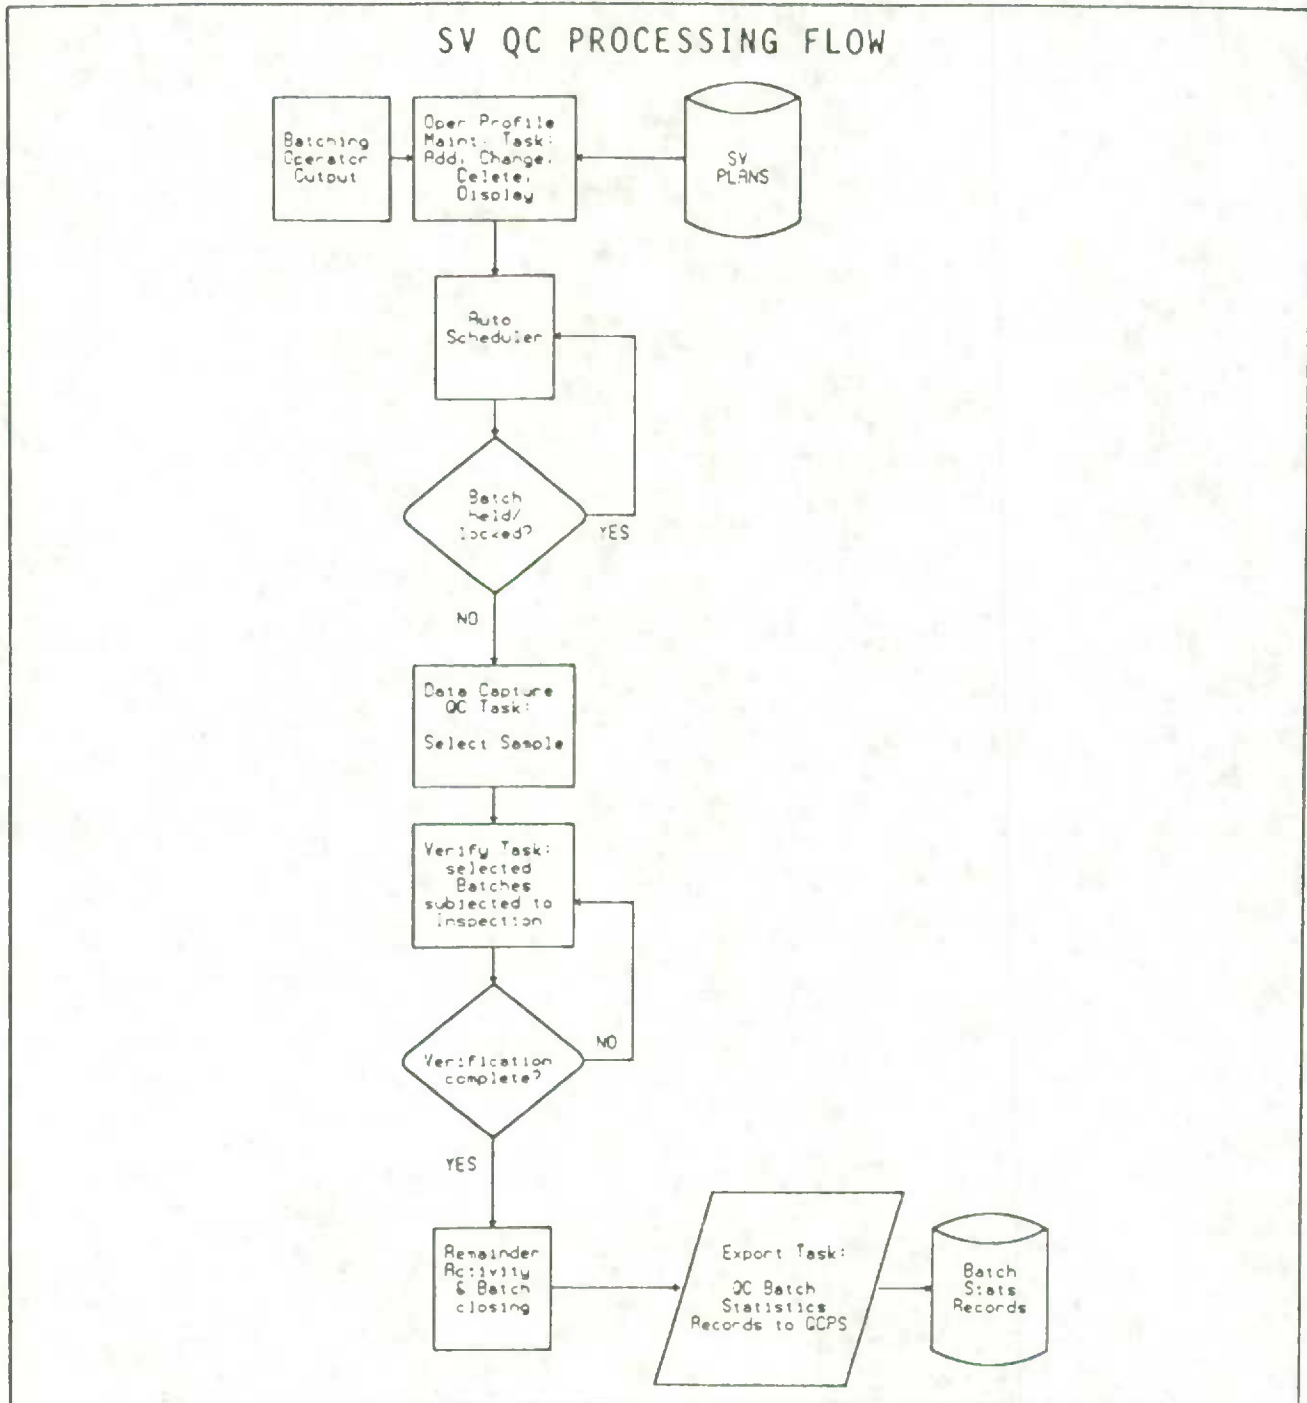 SV QC PROCESSING FLOW
Batching
Operator
Output
Oper Profile
Maint. Task:
Add, Change,
Delete,
Display
SV
PLANS
Auto
Scheduler
Batch
held/
locked?
YES
NO
Data Capture
QC Task:
Select Sample
Verify Task:
selected
Batches
subjected to
Inspection
Verification
complete?
NO
YES
Remainder
Activity
& Batch
closing
Export Task:
QC Batch
Statistics
Records to QCPS
Batch
Stats
Records